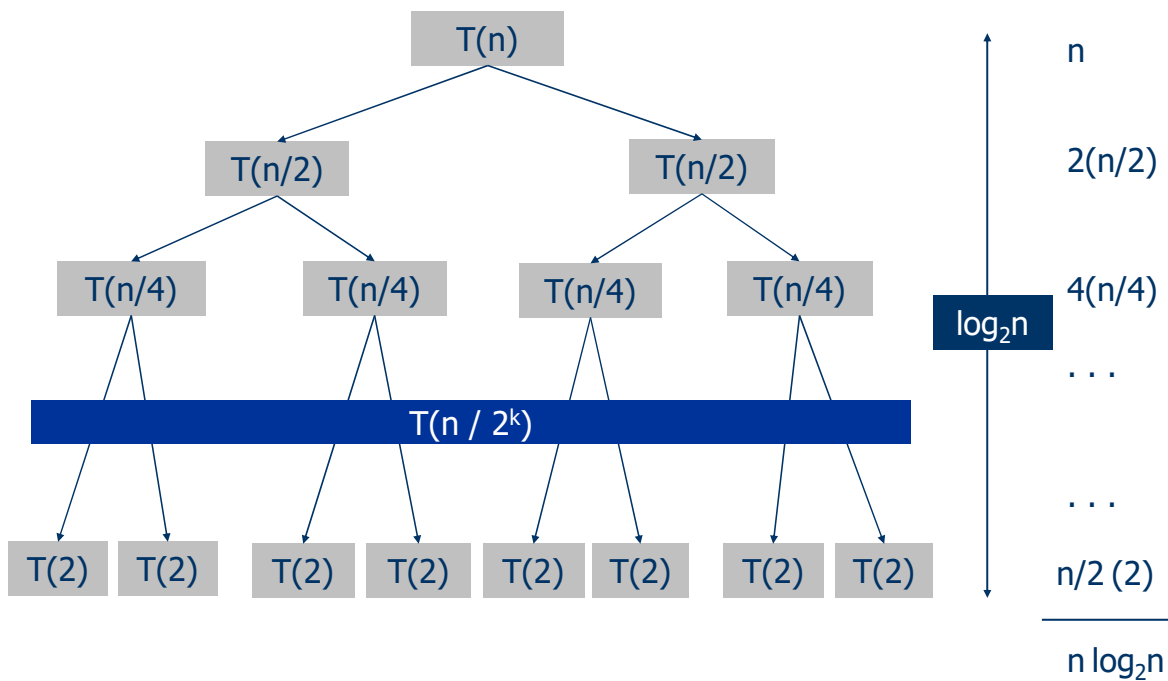 T(n)
n
T(n/2) T(n/2)
2(n/2)
T(n/4) T(n/4) T(n/4) T(n/4)
4(n/4)
log₂n
. . .
T(n / 2ᵏ)
. . .
T(2) T(2) T(2) T(2) T(2) T(2) T(2) T(2)
n/2 (2)
n log₂n